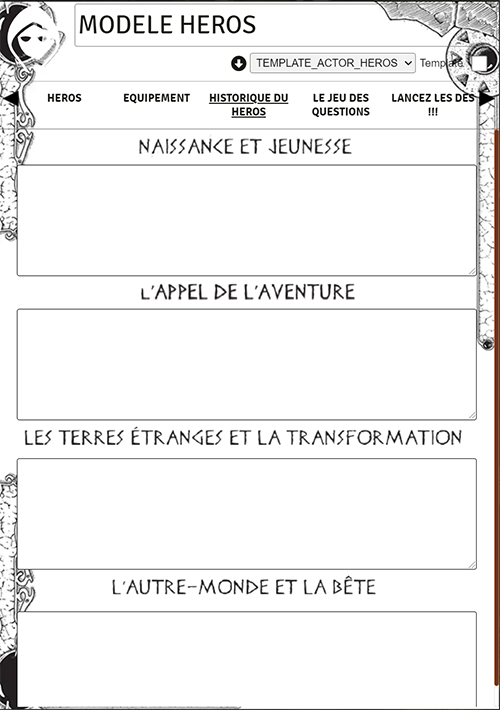 MODELE HEROS
TEMPLATE_ACTOR_HEROS Template
HEROS EQUIPEMENT HISTORIQUE DU HEROS LE JEU DES QUESTIONS LANCEZ LES DES !!!
NAISSANCE ET JEUNESSE
L'APPEL DE L'AVENTURE
LES TERRES ÉTRANGES ET LA TRANSFORMATION
L'AUTRE-MONDE ET LA BÊTE